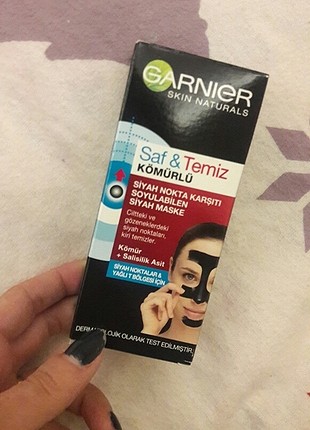 GARNIER
SKIN NATURALS
Saf & Temiz
KÖMÜRLÜ
SİYAH NOKTA KARŞITI
SOYULABİLEN
SİYAH MASKE
Ciltteki ve
gözeneklerdeki
siyah noktaları,
kiri temizler.
Kömür
+ Salisilik Asit
SİYAH NOKTALAR &
YAĞLI T BÖLGESİ İÇİN
DERMATOLOJİK OLARAK TEST EDİLMİŞTİR.